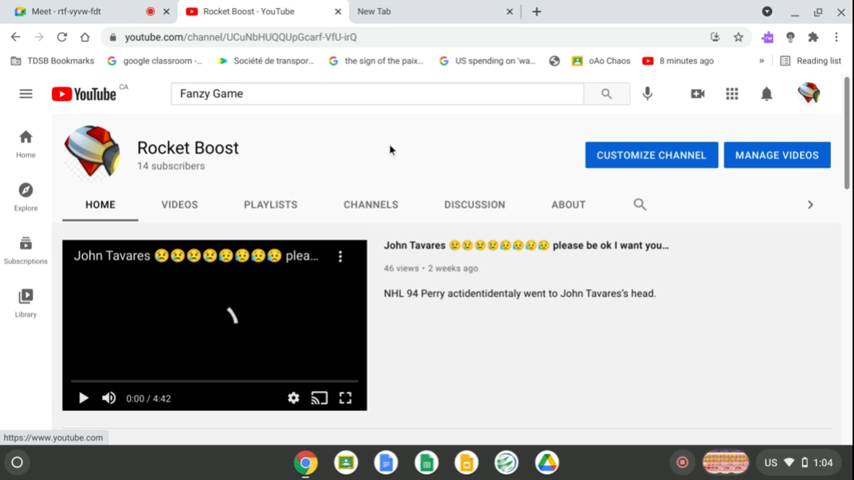 Meet - rtf-vyvw-fdt
Rocket Boost - YouTube
New Tab
youtube.com/channel/UCuNbHUQQUpGcarf-VfU-irQ
TDSB Bookmarks
google classroom -...
Société de transpor...
the sign of the paix...
US spending on 'wa...
oAo Chaos
8 minutes ago
»
Reading list
YouTube CA
Fanzy Game
Home
Explore
Subscriptions
Library
Rocket Boost
14 subscribers
CUSTOMIZE CHANNEL
MANAGE VIDEOS
HOME
VIDEOS
PLAYLISTS
CHANNELS
DISCUSSION
ABOUT
John Tavares 😢😢😢😢😥😥😥😥 plea...
0:00 / 4:42
John Tavares 😢😢😢😢😥😥😥😥 please be ok I want you...
46 views • 2 weeks ago
NHL 94 Perry actidentidentaly went to John Tavares's head.
https://www.youtube.com
US
1:04